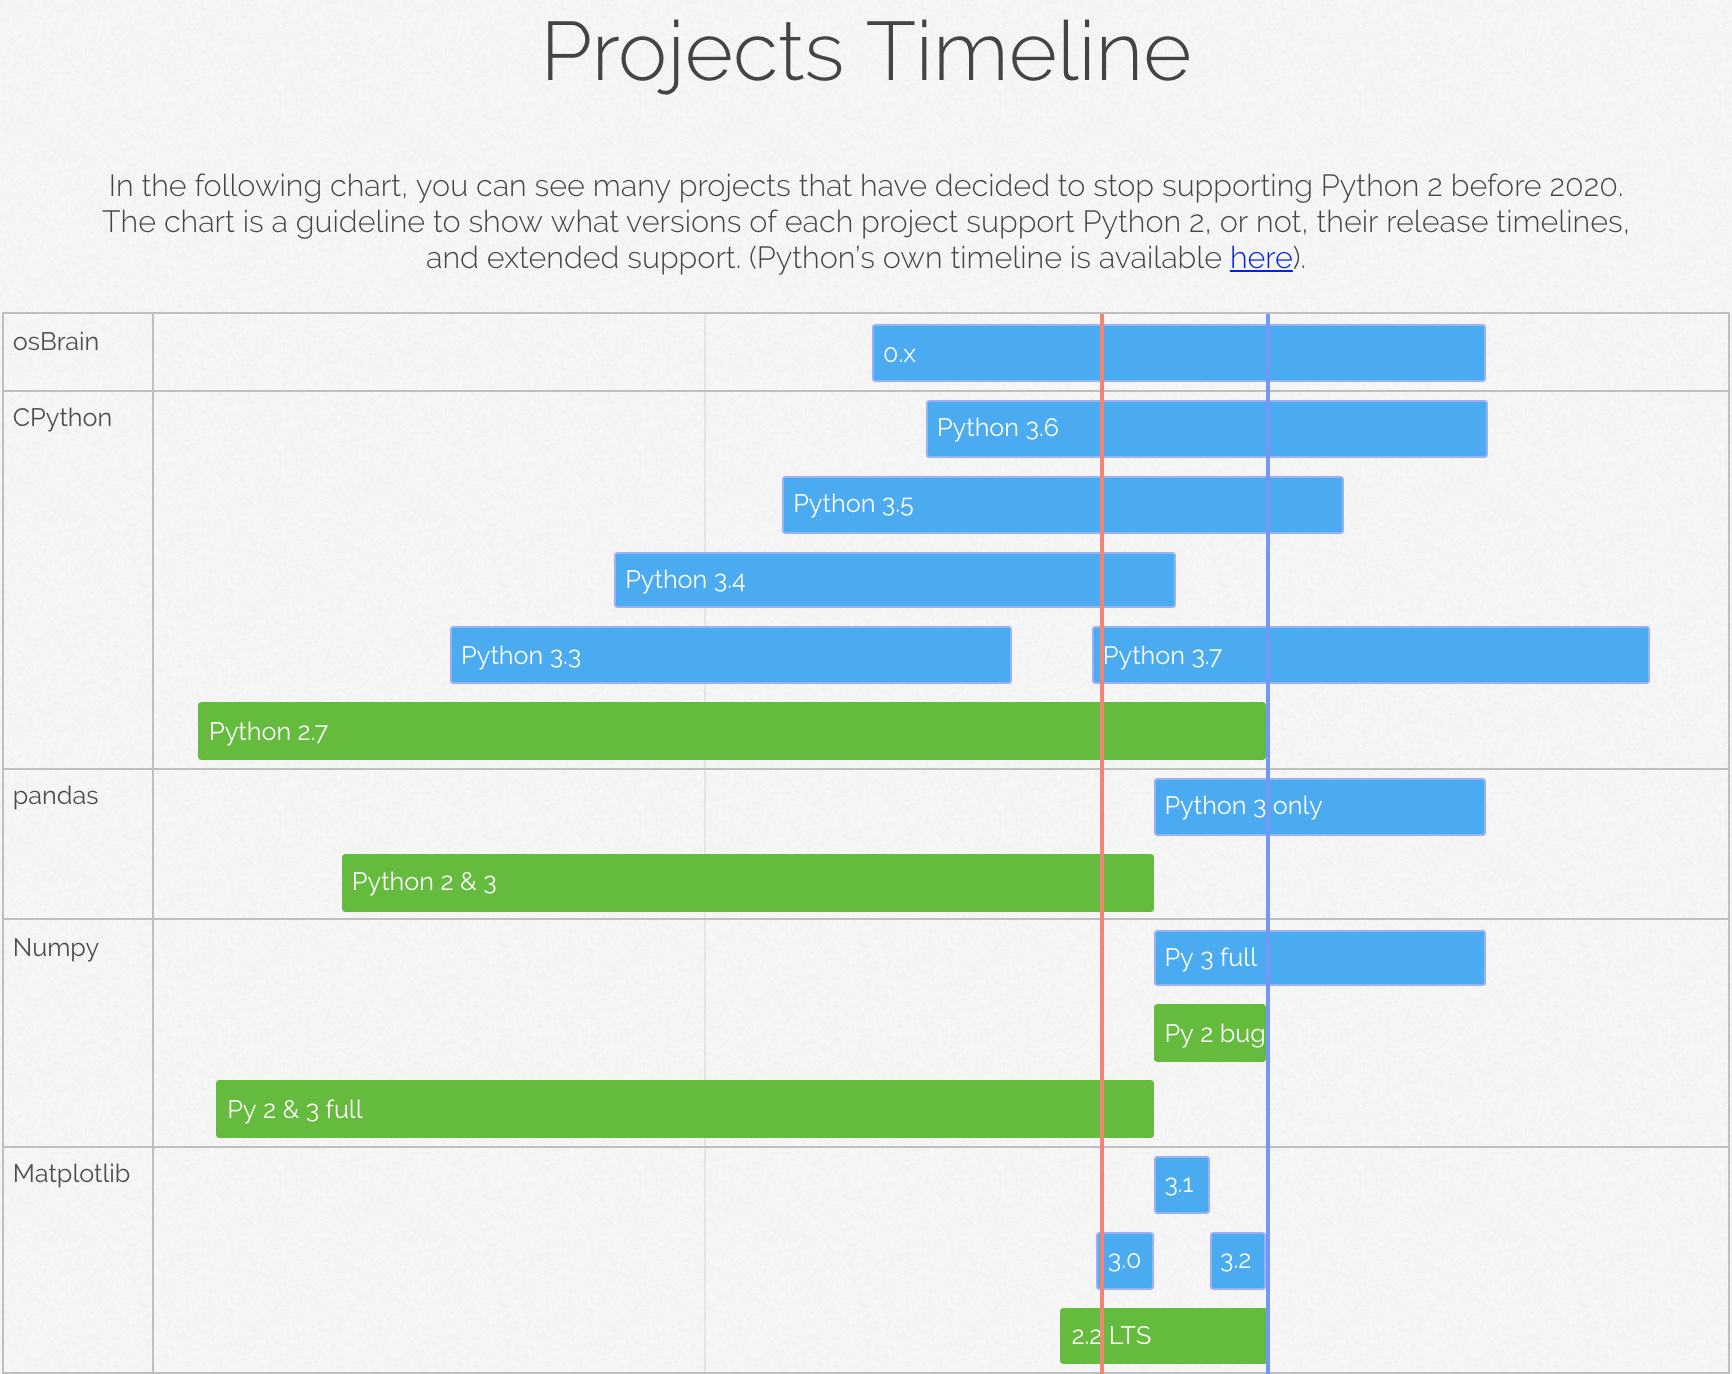 Projects Timeline
In the following chart, you can see many projects that have decided to stop supporting Python 2 before 2020.
The chart is a guideline to show what versions of each project support Python 2, or not, their release timelines,
and extended support. (Python's own timeline is available here).
osBrain
0.x
CPython
Python 3.6
Python 3.5
Python 3.4
Python 3.3
Python 3.7
Python 2.7
pandas
Python 3 only
Python 2 & 3
Numpy
Py 3 full
Py 2 bug
Py 2 & 3 full
Matplotlib
3.1
3.0
3.2
2.2 LTS